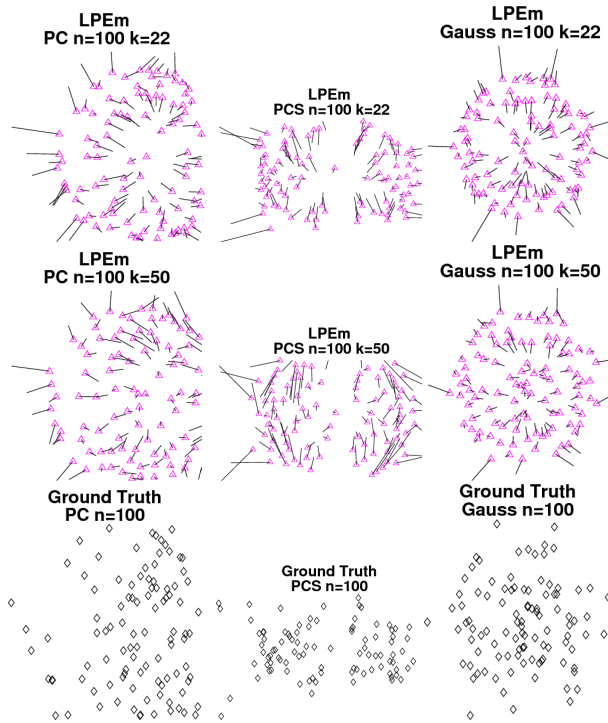 LPEm
PC n=100 k=22
LPEm
PCS n=100 k=22
LPEm
Gauss n=100 k=22
LPEm
PC n=100 k=50
LPEm
PCS n=100 k=50
LPEm
Gauss n=100 k=50
Ground Truth
PC n=100
Ground Truth
PCS n=100
Ground Truth
Gauss n=100